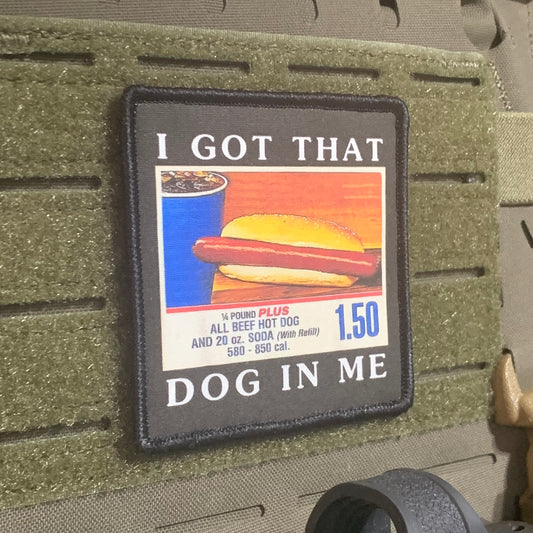 I GOT THAT
¼ POUND PLUS
ALL BEEF HOT DOG
AND 20 oz. SODA (With Refill)
580 - 850 cal.
1.50
DOG IN ME